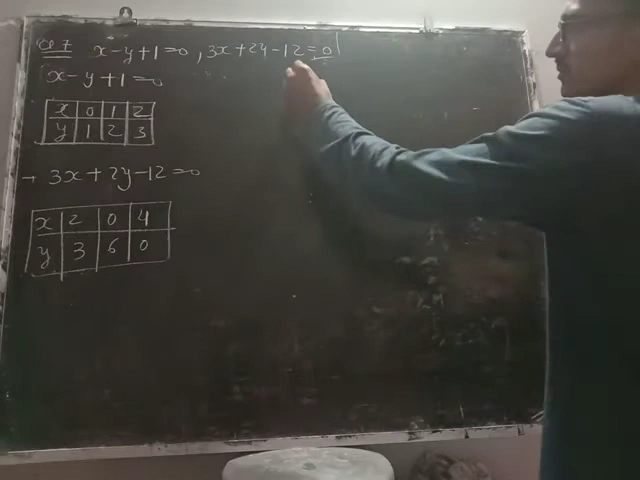 x-y+1=0, 3x+2y-12=0
x-y+1=0
x 0 1 2
y 1 2 3
→ 3x+2y-12=0
x 2 0 4
y 3 6 0